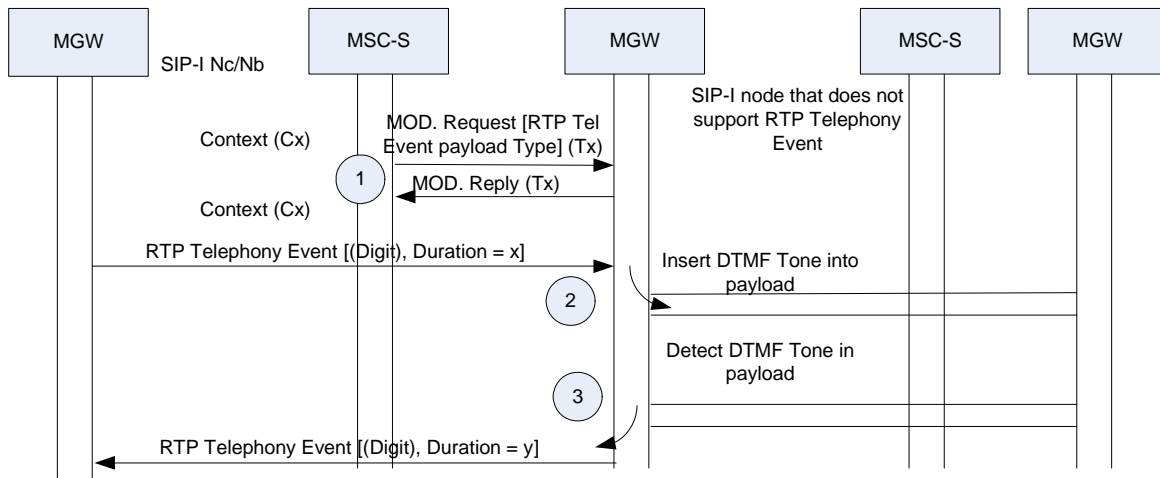 MGW
MSC-S
MGW
MSC-S
MGW
SIP-I Nc/Nb
SIP-I node that does not
support RTP Telephony
Event
Context (Cx)
MOD. Request [RTP Tel
Event payload Type] (Tx)
1
MOD. Reply (Tx)
Context (Cx)
RTP Telephony Event [(Digit), Duration = x]
Insert DTMF Tone into
payload
2
Detect DTMF Tone in
payload
3
RTP Telephony Event [(Digit), Duration = y]